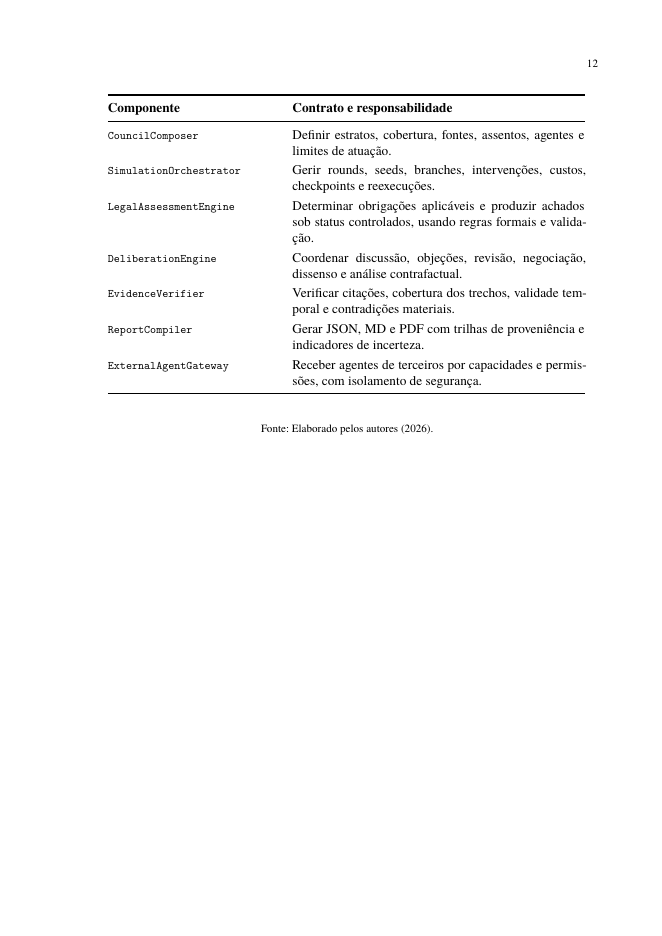 12
Componente Contrato e responsabilidade
CouncilComposer Definir estratos, cobertura, fontes, assentos, agentes e
limites de atuação.
SimulationOrchestrator Gerir rounds, seeds, branches, intervenções, custos,
checkpoints e reexecuções.
LegalAssessmentEngine Determinar obrigações aplicáveis e produzir achados
sob status controlados, usando regras formais e valida-
ção.
DeliberationEngine Coordenar discussão, objeções, revisão, negociação,
dissenso e análise contrafactual.
EvidenceVerifier Verificar citações, cobertura dos trechos, validade tem-
poral e contradições materiais.
ReportCompiler Gerar JSON, MD e PDF com trilhas de proveniência e
indicadores de incerteza.
ExternalAgentGateway Receber agentes de terceiros por capacidades e permis-
sões, com isolamento de segurança.
Fonte: Elaborado pelos autores (2026).